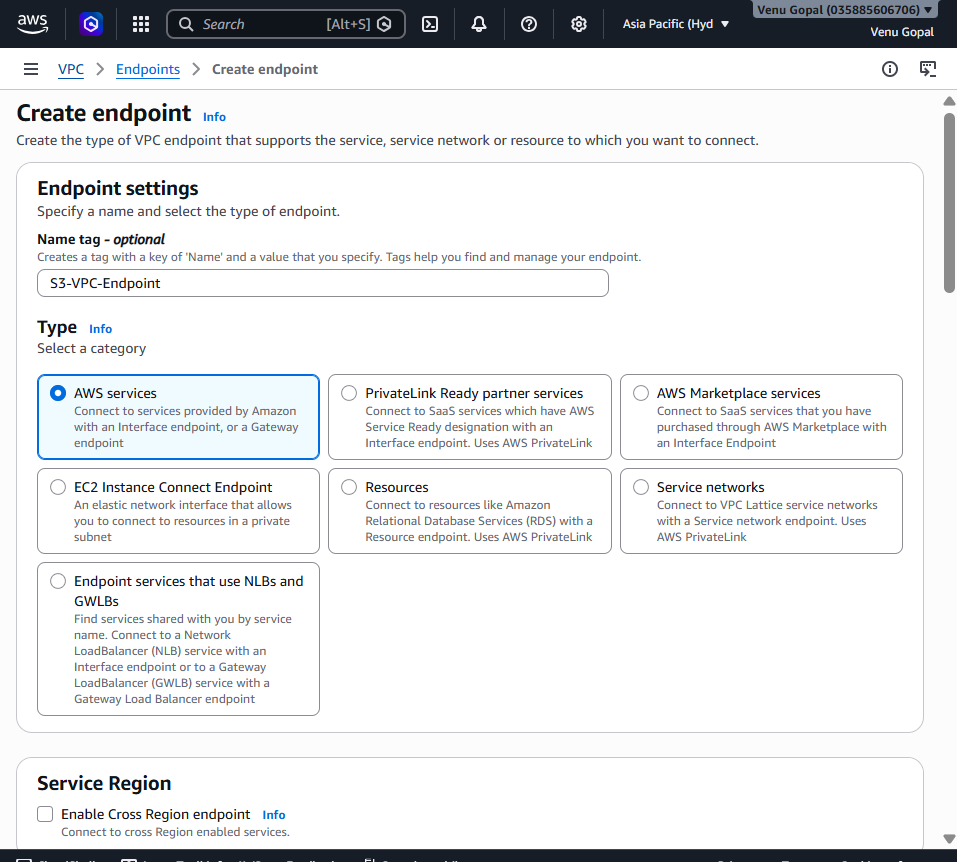 aws
Search [Alt+S]
Asia Pacific (Hyd
Venu Gopal (035885606706)
Venu Gopal
VPC > Endpoints > Create endpoint
Create endpoint Info
Create the type of VPC endpoint that supports the service, service network or resource to which you want to connect.
Endpoint settings
Specify a name and select the type of endpoint.
Name tag - optional
Creates a tag with a key of 'Name' and a value that you specify. Tags help you find and manage your endpoint.
S3-VPC-Endpoint
Type Info
Select a category
AWS services
Connect to services provided by Amazon
with an Interface endpoint, or a Gateway
endpoint
PrivateLink Ready partner services
Connect to SaaS services which have AWS
Service Ready designation with an
Interface endpoint. Uses AWS PrivateLink
AWS Marketplace services
Connect to SaaS services that you have
purchased through AWS Marketplace with
an Interface Endpoint
EC2 Instance Connect Endpoint
An elastic network interface that allows
you to connect to resources in a private
subnet
Resources
Connect to resources like Amazon
Relational Database Services (RDS) with a
Resource endpoint. Uses AWS PrivateLink
Service networks
Connect to VPC Lattice service networks
with a Service network endpoint. Uses
AWS PrivateLink
Endpoint services that use NLBs and
GWLBs
Find services shared with you by service
name. Connect to a Network
LoadBalancer (NLB) service with an
Interface endpoint or to a Gateway
LoadBalancer (GWLB) service with a
Gateway Load Balancer endpoint
Service Region
Enable Cross Region endpoint Info
Connect to cross Region enabled services.